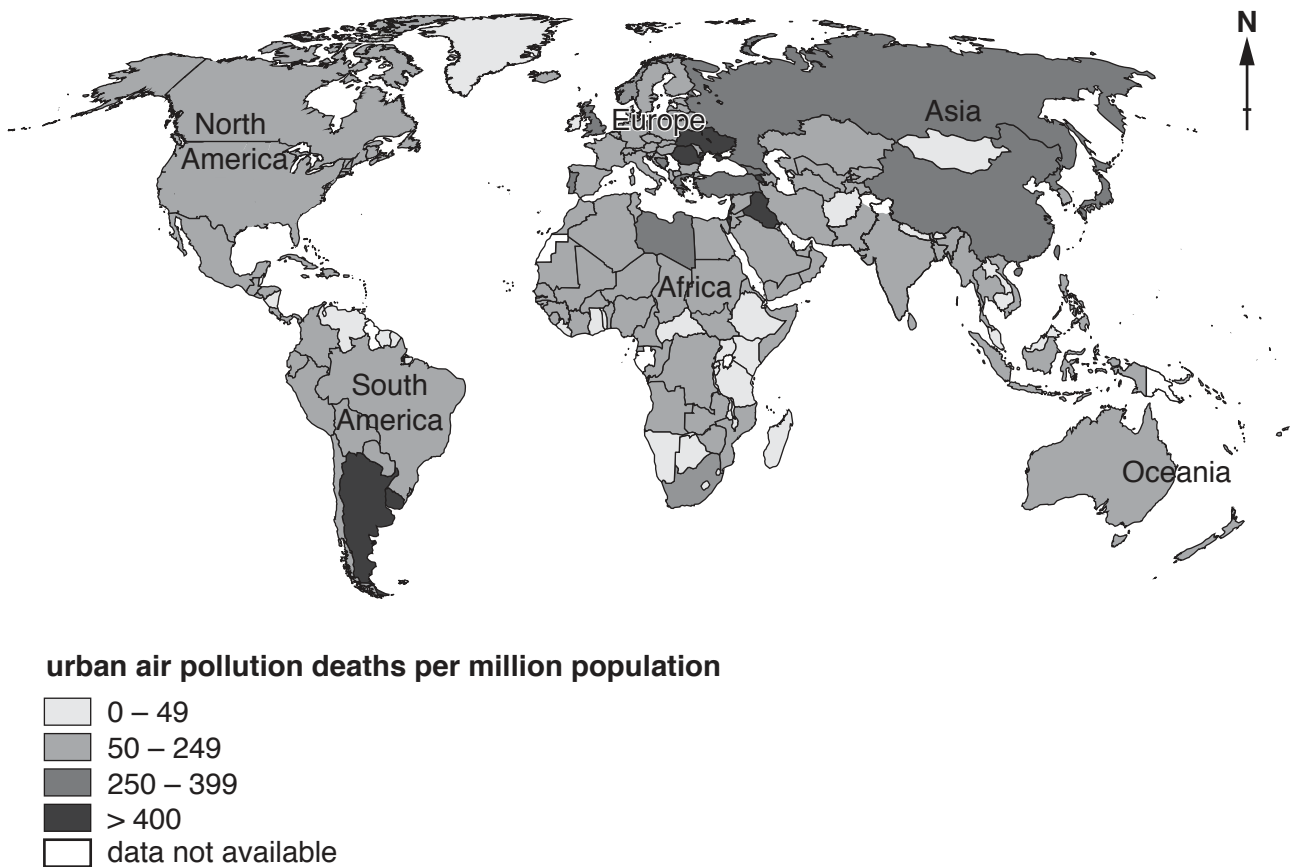 N
North
America
Europe
Asia
Africa
South
America
Oceania
urban air pollution deaths per million population
0 – 49
50 – 249
250 – 399
> 400
data not available